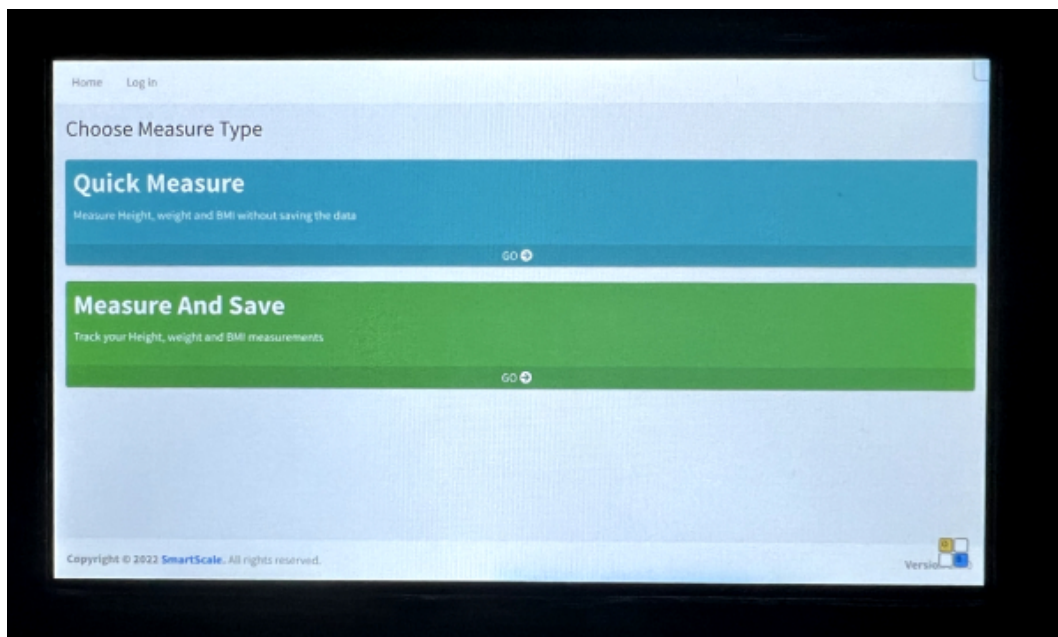 Home Log in
Choose Measure Type
Quick Measure
Measure Height, weight and BMI without saving the data
GO
Measure And Save
Track your Height, weight and BMI measurements
GO
Copyright © 2022 SmartScale. All rights reserved.